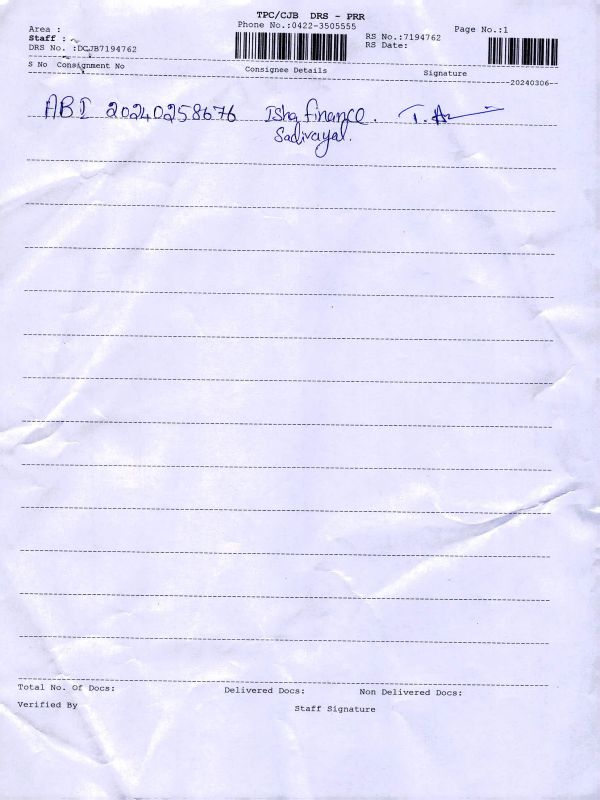 TPC/CJB DRS - PRR
Area : Phone No.:0422-3505555 Page No.:1
Staff : RS No.:7194762
DRS No. :DCJB7194762 RS Date:
S No Consignment No Consignee Details Signature
20240306
ABI 20240258676 Isha finance.
Sadivayal.
Total No. Of Docs: Delivered Docs: Non Delivered Docs:
Verified By Staff Signature